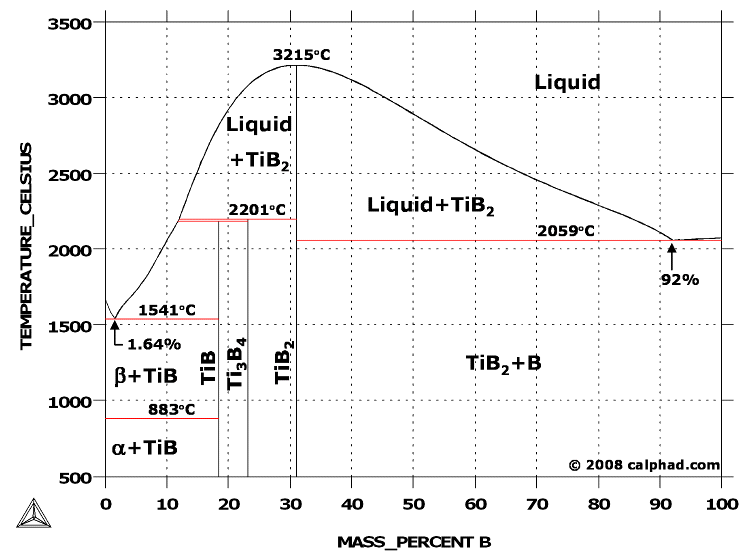 3500
3215°C
Liquid
3000
Liquid
+TiB₂
2500
Liquid+TiB₂
2201°C
2059°C
2000
92%
1541°C
1500
1.64%
TiB
Ti₃B₄
TiB₂
β+TiB
TiB₂+B
1000
883°C
α+TiB
© 2008 calphad.com
500
0 10 20 30 40 50 60 70 80 90 100
MASS_PERCENT B
TEMPERATURE_CELSIUS